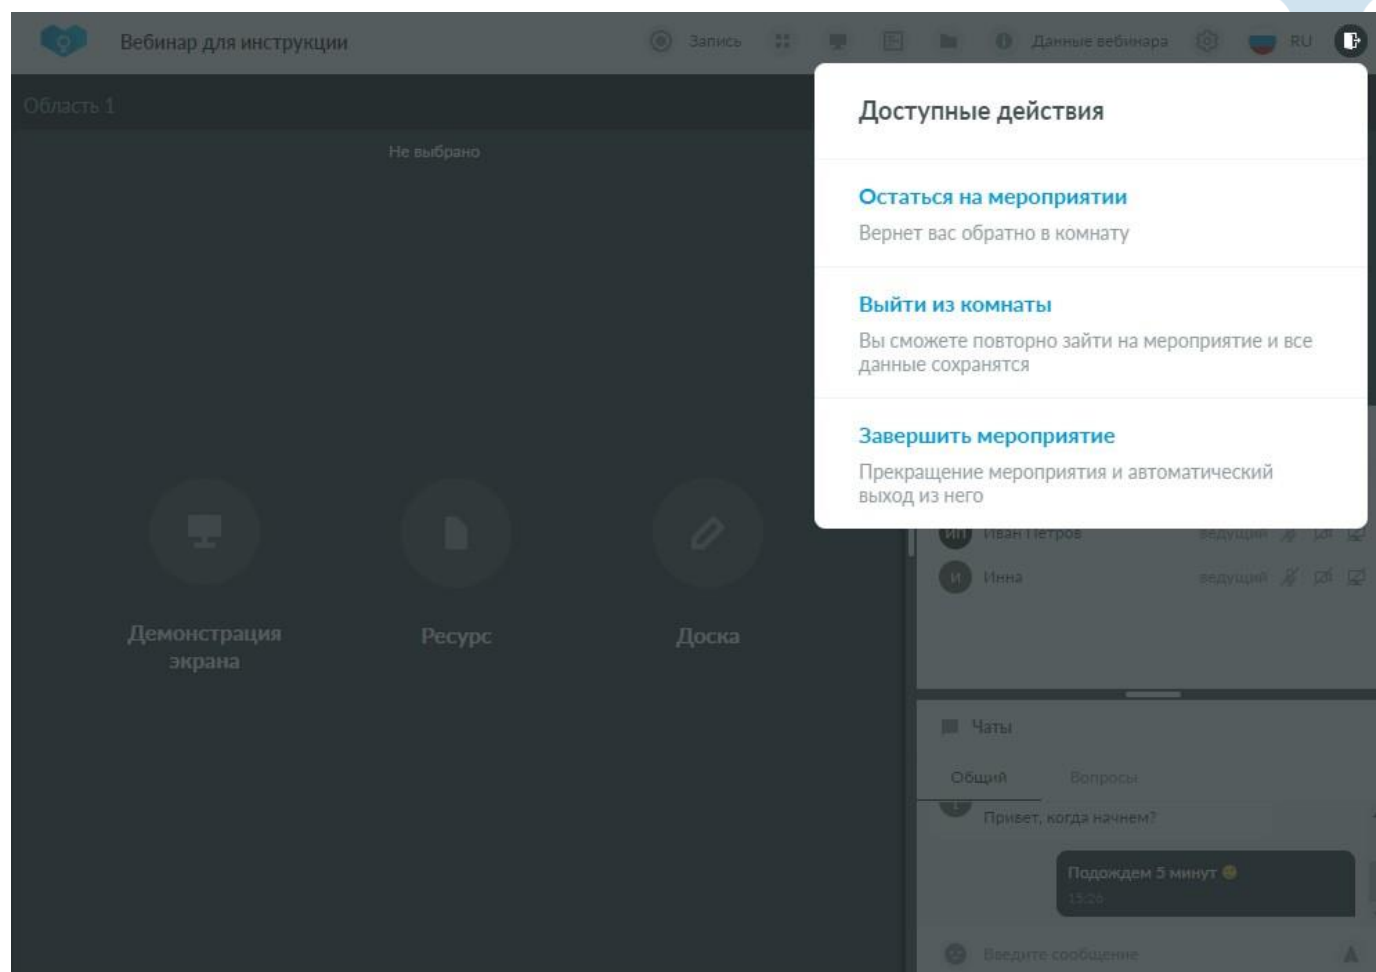 Вебинар для инструкции
Запись
Данные вебинара
RU
Область 1
Не выбрано
Доступные действия
Остаться на мероприятии
Вернет вас обратно в комнату
Выйти из комнаты
Вы сможете повторно зайти на мероприятие и все
данные сохранятся
Завершить мероприятие
Прекращение мероприятия и автоматический
выход из него
Демонстрация
экрана
Ресурс
Доска
ИП
Иван Петров
ведущий
И
Инна
ведущий
Чаты
Общий
Вопросы
Привет, когда начнем?
Подождем 5 минут
15:26
Введите сообщение